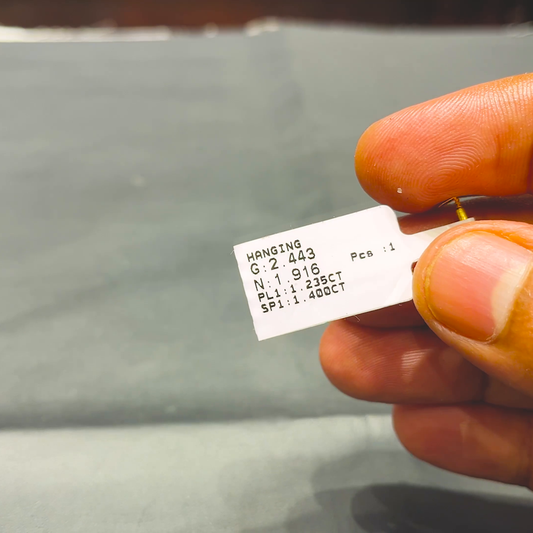 HANGING
G:2.443 Pcs :1
N:1.916
PL1:1.235CT
SP1:1.400CT